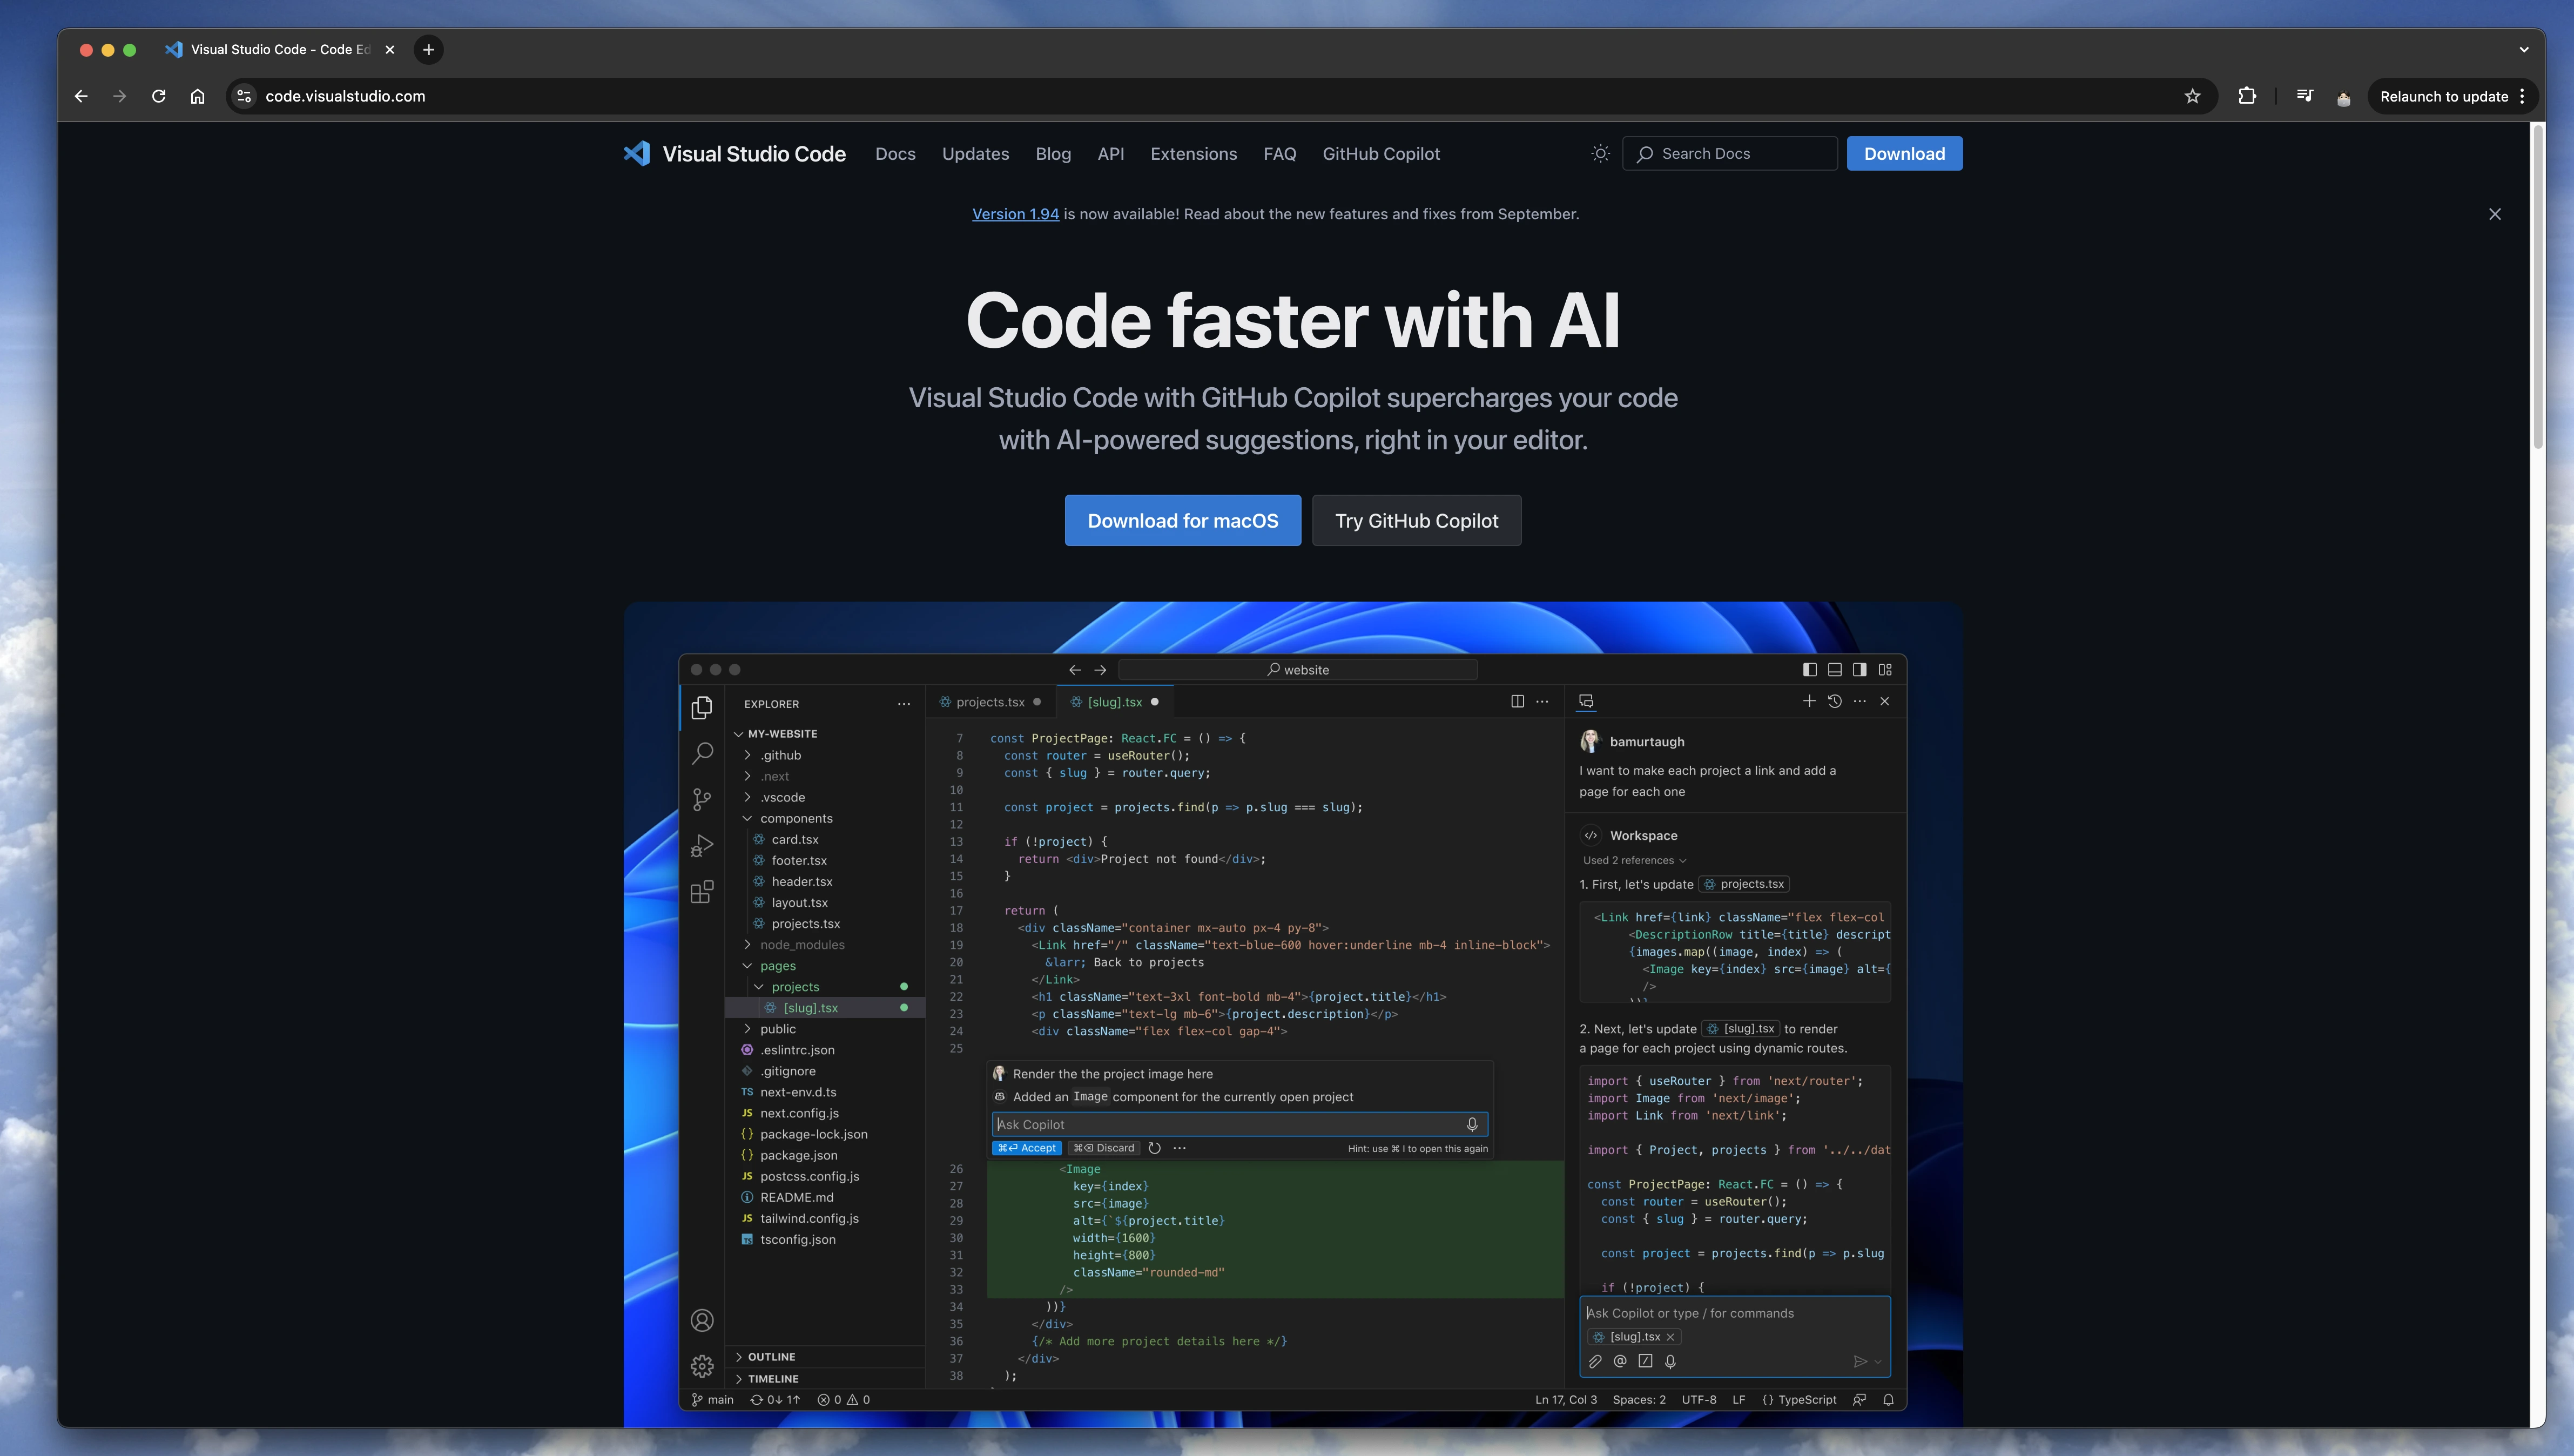 Visual Studio Code - Code Ed
code.visualstudio.com
Relaunch to update
Visual Studio Code Docs Updates Blog API Extensions FAQ GitHub Copilot Search Docs Download
Version 1.94 is now available! Read about the new features and fixes from September.
Code faster with AI
Visual Studio Code with GitHub Copilot supercharges your code
with AI-powered suggestions, right in your editor.
Download for macOS Try GitHub Copilot
website
EXPLORER
MY-WEBSITE
.github
.next
.vscode
components
card.tsx
footer.tsx
header.tsx
layout.tsx
projects.tsx
node_modules
pages
projects
[slug].tsx
public
.eslintrc.json
.gitignore
TS next-env.d.ts
JS next.config.js
{} package-lock.json
{} package.json
JS postcss.config.js
README.md
JS tailwind.config.js
TS tsconfig.json
OUTLINE
TIMELINE
projects.tsx [slug].tsx
7 const ProjectPage: React.FC = () => {
8 const router = useRouter();
9 const { slug } = router.query;
10
11 const project = projects.find(p => p.slug === slug);
12
13 if (!project) {
14 return <div>Project not found</div>;
15 }
16
17 return (
18 <div className="container mx-auto px-4 py-8">
19 <Link href="/" className="text-blue-600 hover:underline mb-4 inline-block">
20 &larr; Back to projects
21 </Link>
22 <h1 className="text-3xl font-bold mb-4">{project.title}</h1>
23 <p className="text-lg mb-6">{project.description}</p>
24 <div className="flex flex-col gap-4">
25
Render the the project image here
Added an Image component for the currently open project
Ask Copilot
⌘⏎ Accept ⌘⌫ Discard Hint: use ⌘ I to open this again
26 <Image
27 key={index}
28 src={image}
29 alt={`${project.title}
30 width={1600}
31 height={800}
32 className="rounded-md"
33 />
34 ))}
35 </div>
36 {/* Add more project details here */}
37 </div>
38 );
bamurtaugh
I want to make each project a link and add a
page for each one
Workspace
Used 2 references
1. First, let's update projects.tsx
<Link href={link} className="flex flex-col
<DescriptionRow title={title} descript
{images.map((image, index) => (
<Image key={index} src={image} alt={
/>
))}
2. Next, let's update [slug].tsx to render
a page for each project using dynamic routes.
import { useRouter } from 'next/router';
import Image from 'next/image';
import Link from 'next/link';
import { Project, projects } from '../../dat
const ProjectPage: React.FC = () => {
const router = useRouter();
const { slug } = router.query;
const project = projects.find(p => p.slug
if (!project) {
Ask Copilot or type / for commands
[slug].tsx
main 0↓ 1↑ 0 0 Ln 17, Col 3 Spaces: 2 UTF-8 LF {} TypeScript